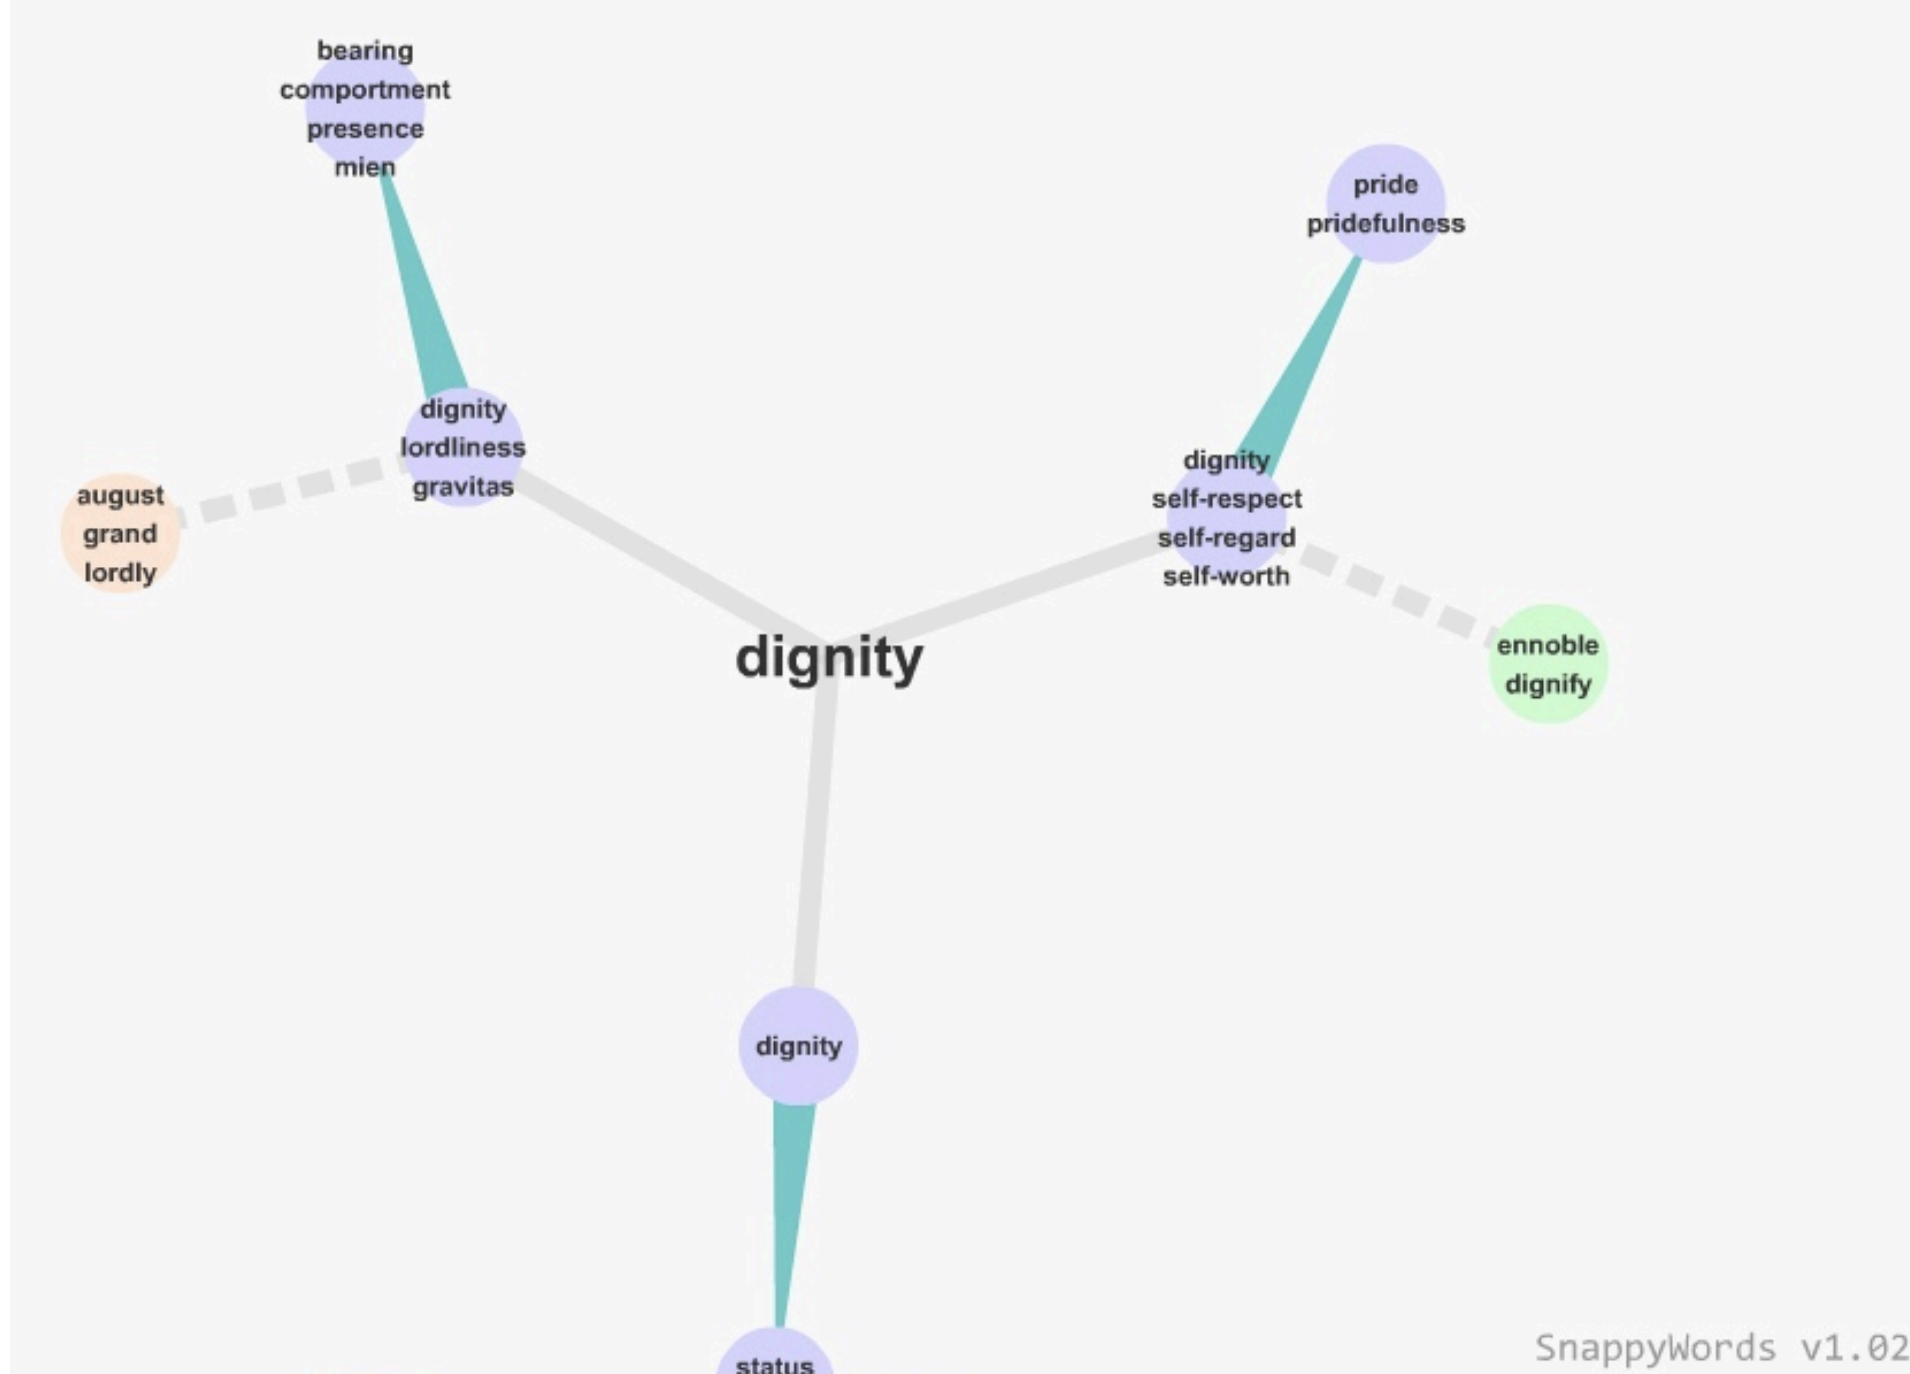 bearing
comportment
presence
mien
pride
pridefulness
dignity
lordliness
gravitas
august
grand
lordly
dignity
self-respect
self-regard
self-worth
ennoble
dignify
dignity
dignity
status
SnappyWords v1.02